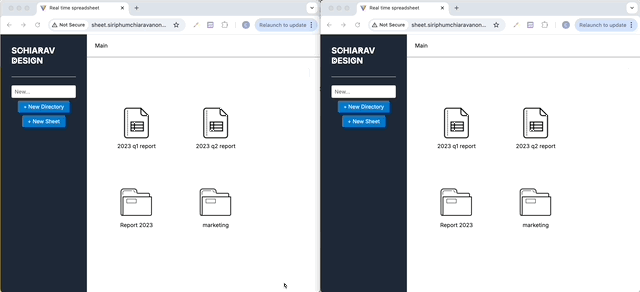 Real time spreadsheet
Not Secure
sheet.siriphumchiaravanon...
Relaunch to update
SCHIARAV
DESIGN
New...
+ New Directory
+ New Sheet
Main
2023 q1 report
2023 q2 report
Report 2023
marketing
Real time spreadsheet
Not Secure
sheet.siriphumchiaravanon...
Relaunch to update
SCHIARAV
DESIGN
New...
+ New Directory
+ New Sheet
Main
2023 q1 report
2023 q2 report
Report 2023
marketing